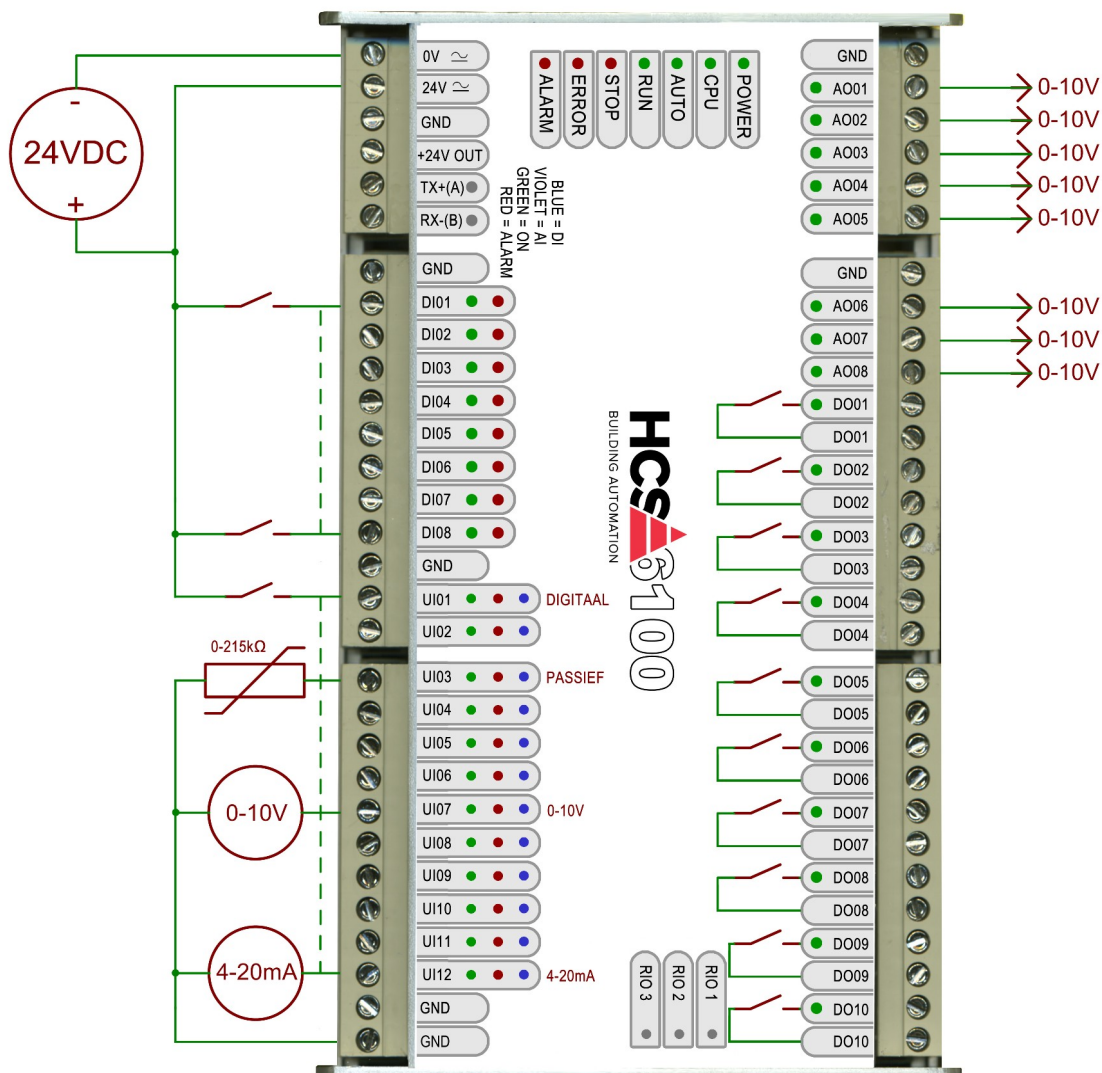 24VDC
-
+
0V ≃
24V ≃
GND
+24V OUT
TX+(A)
RX-(B)
ALARM
ERROR
STOP
RUN
AUTO
CPU
POWER
BLUE = DI
VIOLET = AI
GREEN = ON
RED = ALARM
GND
DI01
DI02
DI03
DI04
DI05
DI06
DI07
DI08
GND
UI01 DIGITAAL
UI02
0-215kΩ
UI03 PASSIEF
UI04
UI05
UI06
0-10V
UI07 0-10V
UI08
UI09
UI10
UI11
4-20mA
UI12 4-20mA
GND
GND
HCS 6100
BUILDING AUTOMATION
RIO 3
RIO 2
RIO 1
GND
AO01 0-10V
AO02 0-10V
AO03 0-10V
AO04 0-10V
AO05 0-10V
GND
AO06 0-10V
AO07 0-10V
AO08 0-10V
DO01
DO01
DO02
DO02
DO03
DO03
DO04
DO04
DO05
DO05
DO06
DO06
DO07
DO07
DO08
DO08
DO09
DO09
DO10
DO10